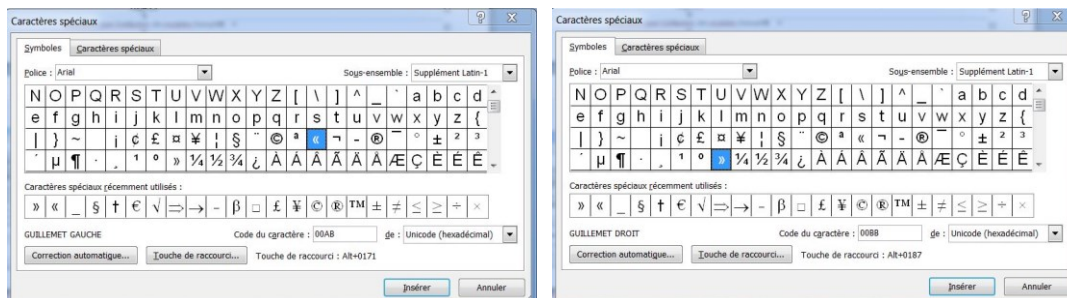 Caractères spéciaux
Symboles Caractères spéciaux
Police : Arial Sous-ensemble : Supplément Latin-1
N O P Q R S T U V W X Y Z [ \ ] ^ _ ` a b c d
e f g h i j k l m n o p q r s t u v w x y z {
| } ~ ¡ ¢ £ ¤ ¥ ¦ § ¨ © ª « ¬ - ® ¯ ° ± ² ³
´ µ ¶ · ¸ ¹ º » ¼ ½ ¾ ¿ À Á Â Ã Ä Å Æ Ç È É Ê
Caractères spéciaux récemment utilisés :
» « _ § † € √ ⇒ → - β □ £ ¥ © ® ™ ± ≠ ≤ ≥ ÷ ×
GUILLEMET GAUCHE Code du caractère : 00AB de : Unicode (hexadécimal)
Correction automatique... Touche de raccourci... Touche de raccourci : Alt+0171
Insérer Annuler
Caractères spéciaux
Symboles Caractères spéciaux
Police : Arial Sous-ensemble : Supplément Latin-1
N O P Q R S T U V W X Y Z [ \ ] ^ _ ` a b c d
e f g h i j k l m n o p q r s t u v w x y z {
| } ~ ¡ ¢ £ ¤ ¥ ¦ § ¨ © ª « ¬ - ® ¯ ° ± ² ³
´ µ ¶ · ¸ ¹ º » ¼ ½ ¾ ¿ À Á Â Ã Ä Å Æ Ç È É Ê
Caractères spéciaux récemment utilisés :
» « _ § † € √ ⇒ → - β □ £ ¥ © ® ™ ± ≠ ≤ ≥ ÷ ×
GUILLEMET DROIT Code du caractère : 00BB de : Unicode (hexadécimal)
Correction automatique... Touche de raccourci... Touche de raccourci : Alt+0187
Insérer Annuler